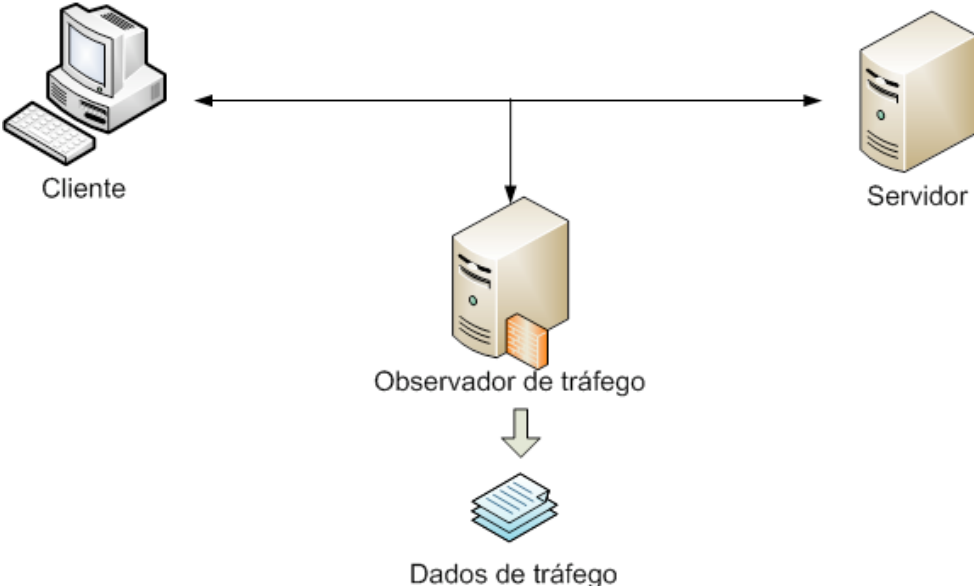 Cliente
Servidor
Observador de tráfego
Dados de tráfego